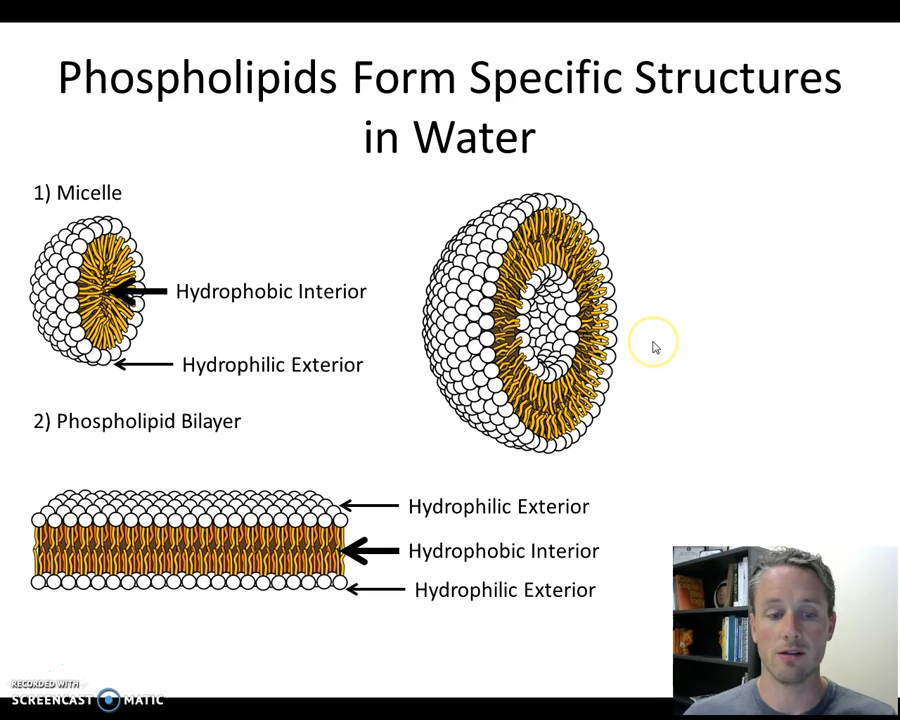 Phospholipids Form Specific Structures
in Water
1) Micelle
Hydrophobic Interior
Hydrophilic Exterior
2) Phospholipid Bilayer
Hydrophilic Exterior
Hydrophobic Interior
Hydrophilic Exterior
RECORDED WITH
SCREENCAST MATIC